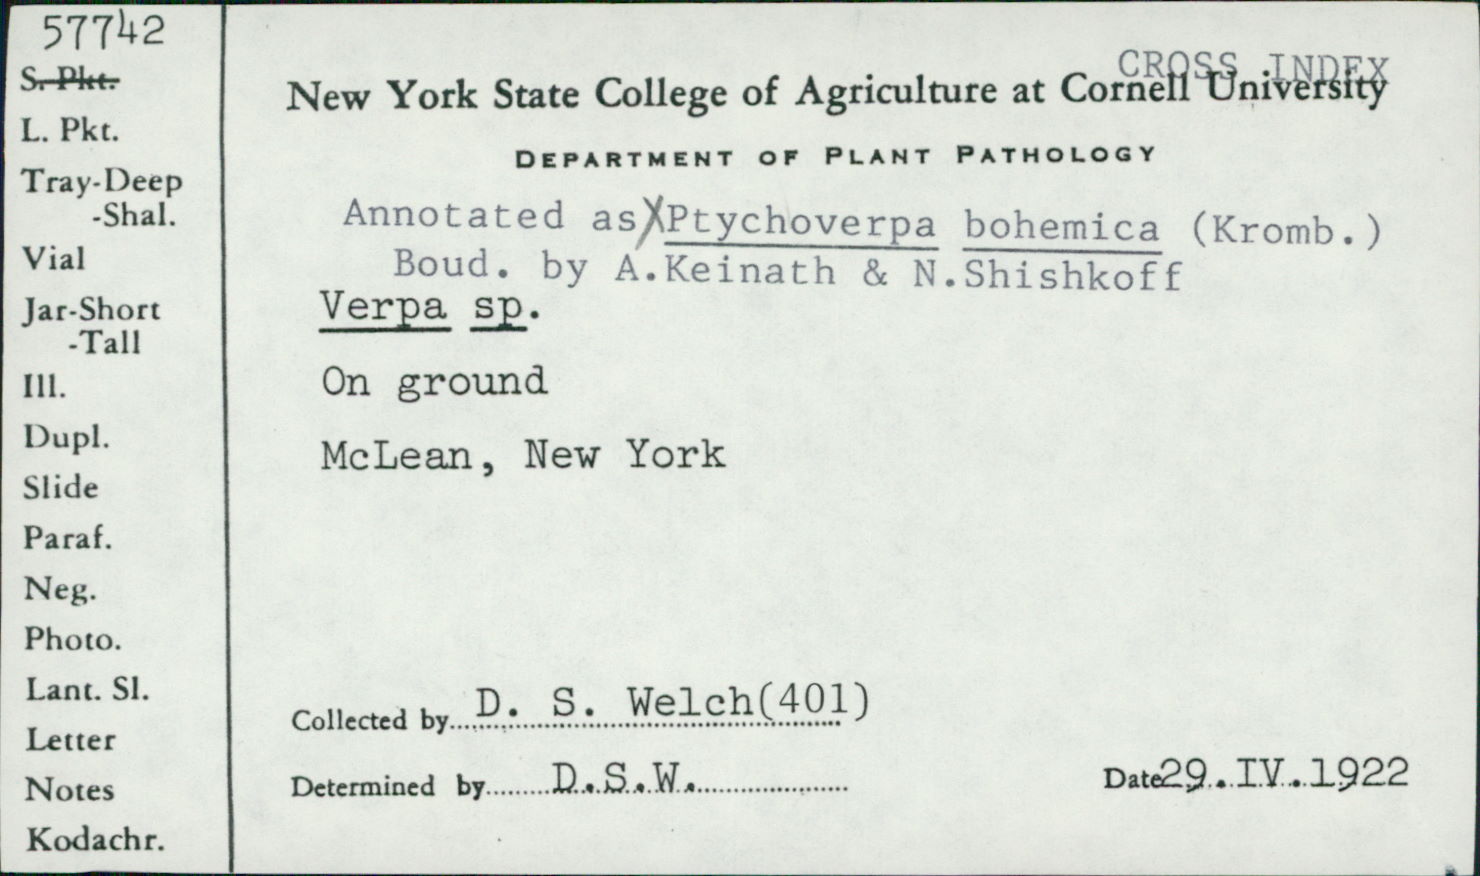 57742
S. Pkt.
L. Pkt.
Tray-Deep
-Shal.
Vial
Jar-Short
-Tall
Ill.
Dupl.
Slide
Paraf.
Neg.
Photo.
Lant. Sl.
Letter
Notes
Kodachr.
CROSS INDEX
New York State College of Agriculture at Cornell University
DEPARTMENT OF PLANT PATHOLOGY
Annotated as Ptychoverpa bohemica (Kromb.)
Boud. by A.Keinath & N.Shishkoff
Verpa sp.
On ground
McLean, New York
Collected by D. S. Welch(401)
Determined by D.S.W.
Date 29.IV.1922